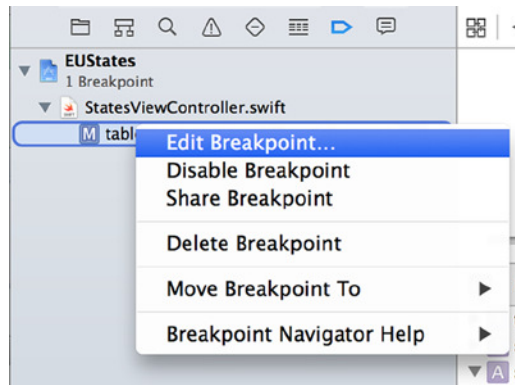 EUStates
1 Breakpoint
StatesViewController.swift
M
Edit Breakpoint...
Disable Breakpoint
Share Breakpoint
Delete Breakpoint
Move Breakpoint To
Breakpoint Navigator Help
A